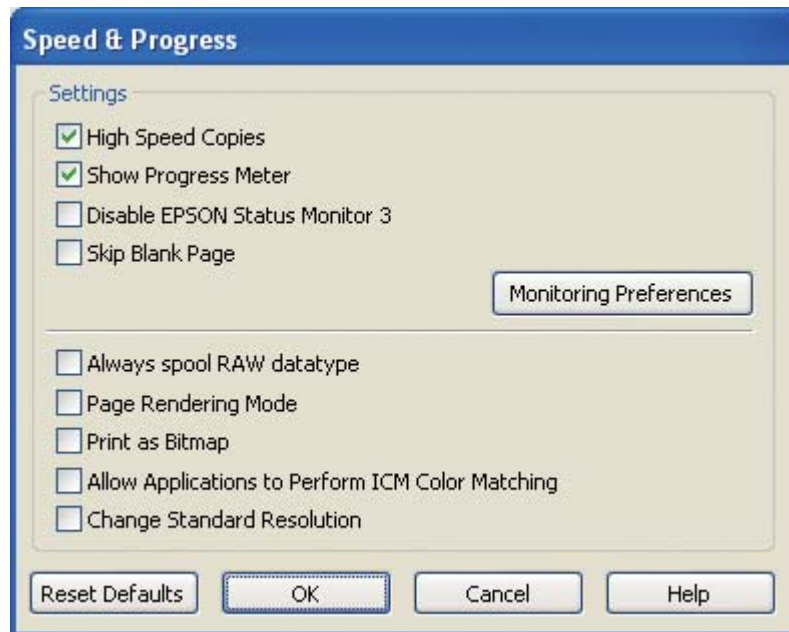 Speed & Progress
Settings
High Speed Copies
Show Progress Meter
Disable EPSON Status Monitor 3
Skip Blank Page
Monitoring Preferences
Always spool RAW datatype
Page Rendering Mode
Print as Bitmap
Allow Applications to Perform ICM Color Matching
Change Standard Resolution
Reset Defaults OK Cancel Help